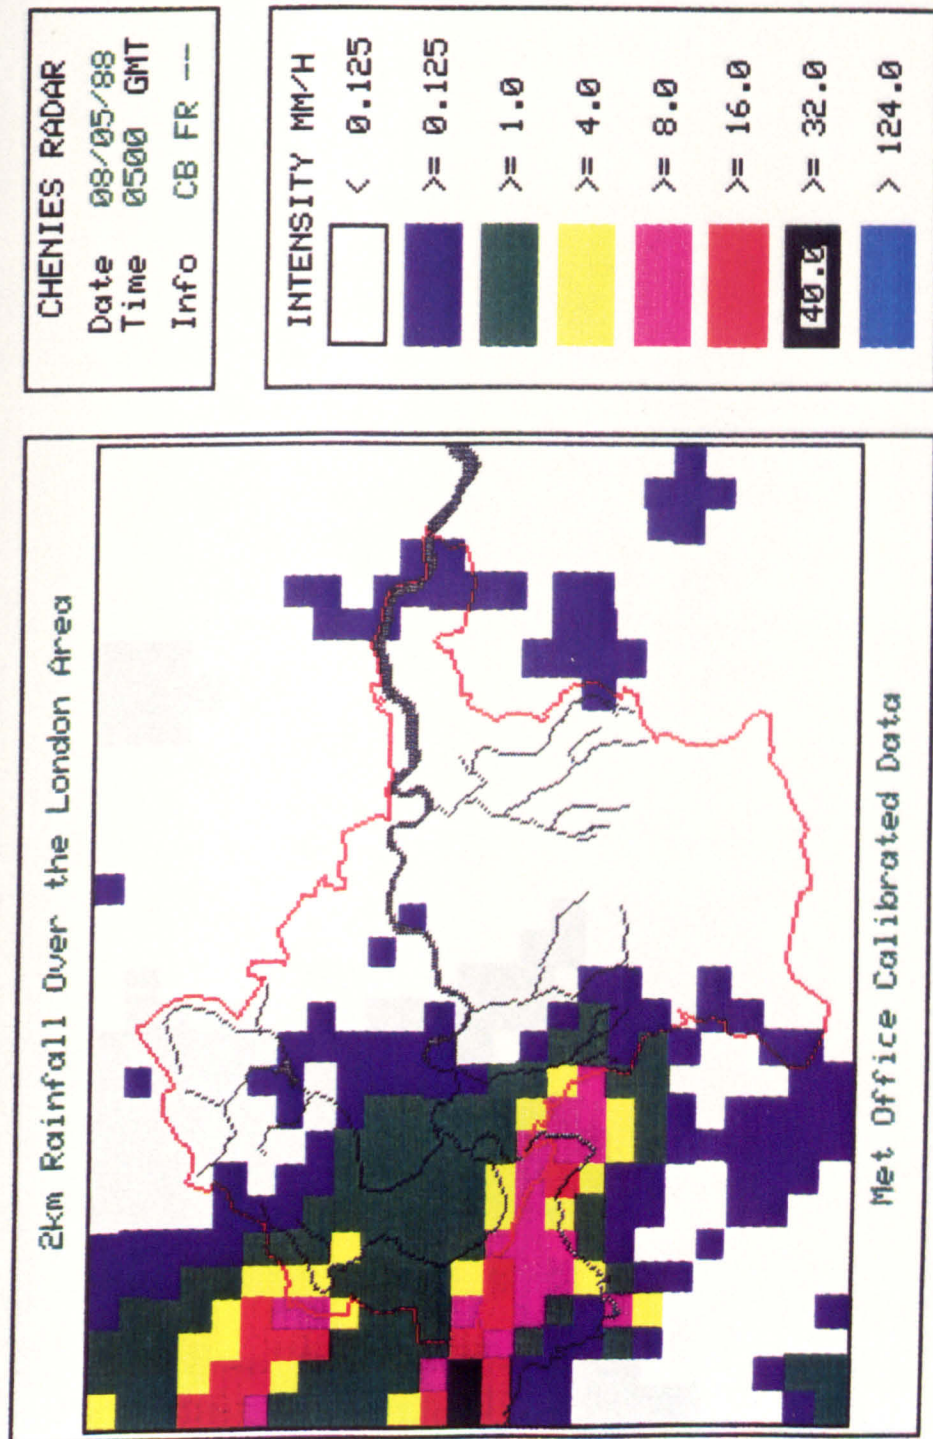 CHENIES RADAR
Date 08/05/88
Time 0500 GMT
Info CB FR --
INTENSITY MM/H
< 0.125
>= 0.125
>= 1.0
>= 4.0
>= 8.0
>= 16.0
40.0 >= 32.0
> 124.0
2km Rainfall Over the London Area
Met Office Calibrated Data